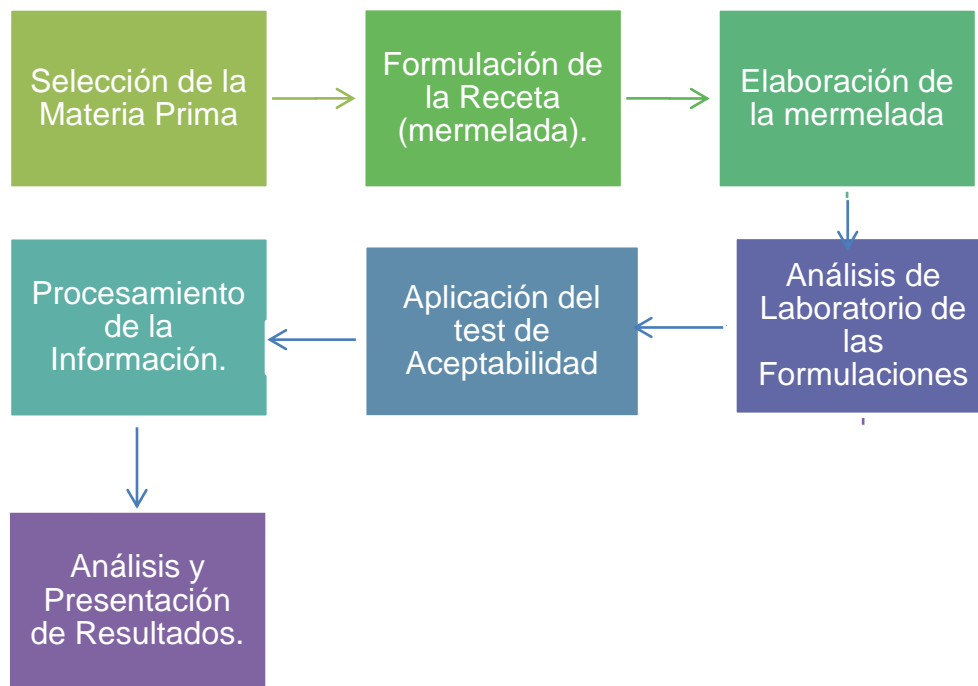 Selección de la
Materia Prima
Formulación de
la Receta
(mermelada).
Elaboración de
la mermelada
Análisis de
Laboratorio de
las
Formulaciones
Aplicación del
test de
Aceptabilidad
Procesamiento
de la
Información.
Análisis y
Presentación
de Resultados.